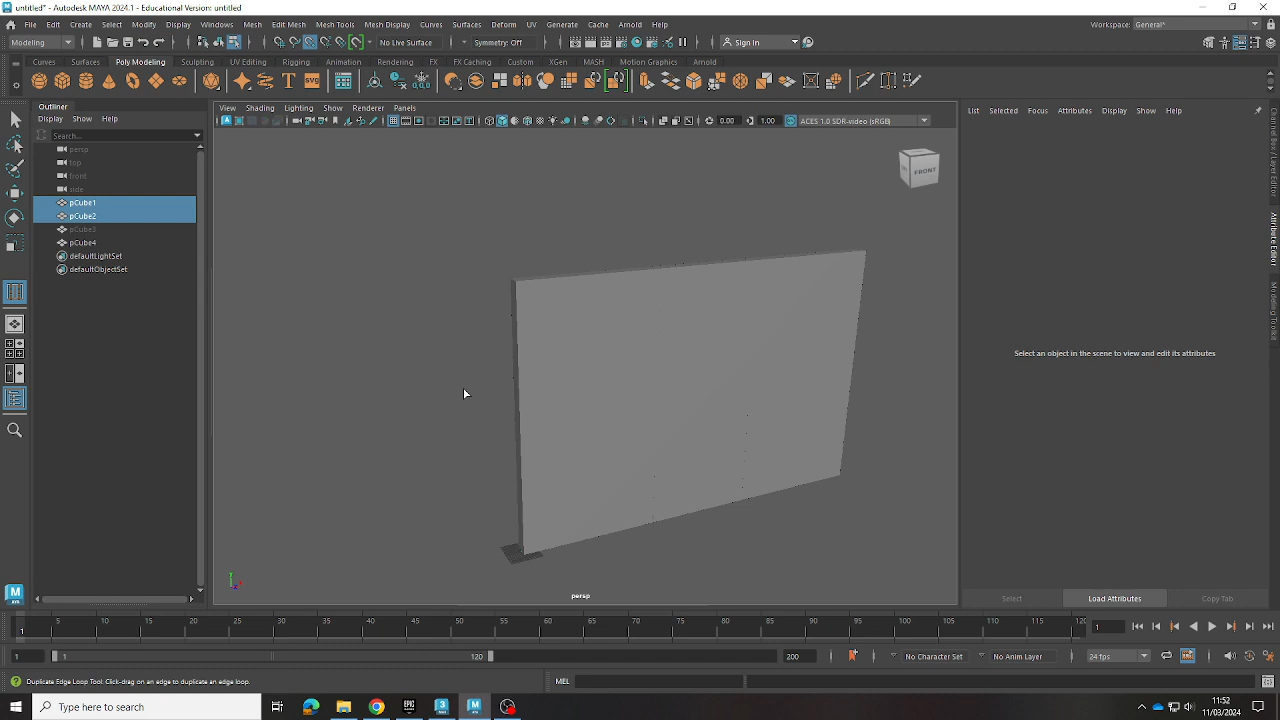 untitled* - Autodesk MAYA 2024.1 - Educational Version: untitled
File Edit Create Select Modify Display Windows Mesh Edit Mesh Mesh Tools Mesh Display Curves Surfaces Deform UV Generate Cache Arnold Help
Workspace: General*
Modeling
No Live Surface
Symmetry: Off
Sign In
Curves Surfaces Poly Modeling Sculpting UV Editing Rigging Animation Rendering FX FX Caching Custom XGen MASH Motion Graphics Arnold
Outliner
Display Show Help
Search...
persp
top
front
side
pCube1
pCube2
pCube3
pCube4
defaultLightSet
defaultObjectSet
View Shading Lighting Show Renderer Panels
0.00 1.00 ACES 1.0 SDR-video (sRGB)
FRONT
persp
List Selected Focus Attributes Display Show Help
Select an object in the scene to view and edit its attributes
Select Load Attributes Copy Tab
Channel Box / Layer Editor
Attribute Editor
Modeling Toolkit
1 5 10 15 20 25 30 35 40 45 50 55 60 65 70 75 80 85 90 95 100 105 110 115 120
1
1 1 120 200
No Character Set
No Anim Layer
24 fps
Duplicate Edge Loop Tool: Click-drag on an edge to duplicate an edge loop.
MEL
Type here to search
11:52
11/03/2024